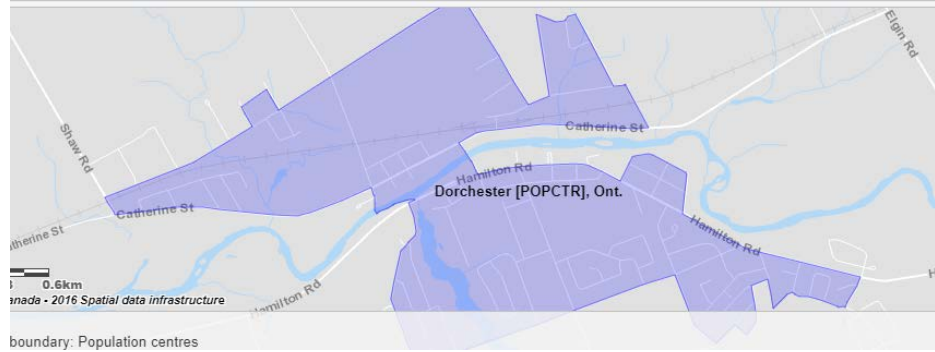 Elgin Rd
Shaw Rd
Catherine St
Hamilton Rd
Dorchester [POPCTR], Ont.
Catherine St
Hamilton Rd
atherine St
H
0.6km
Hamilton Rd
anada - 2016 Spatial data infrastructure
boundary: Population centres